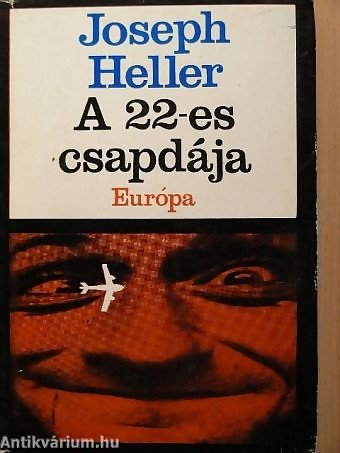 Joseph
Heller
A 22-es
csapdája
Európa
Antikvárium.hu